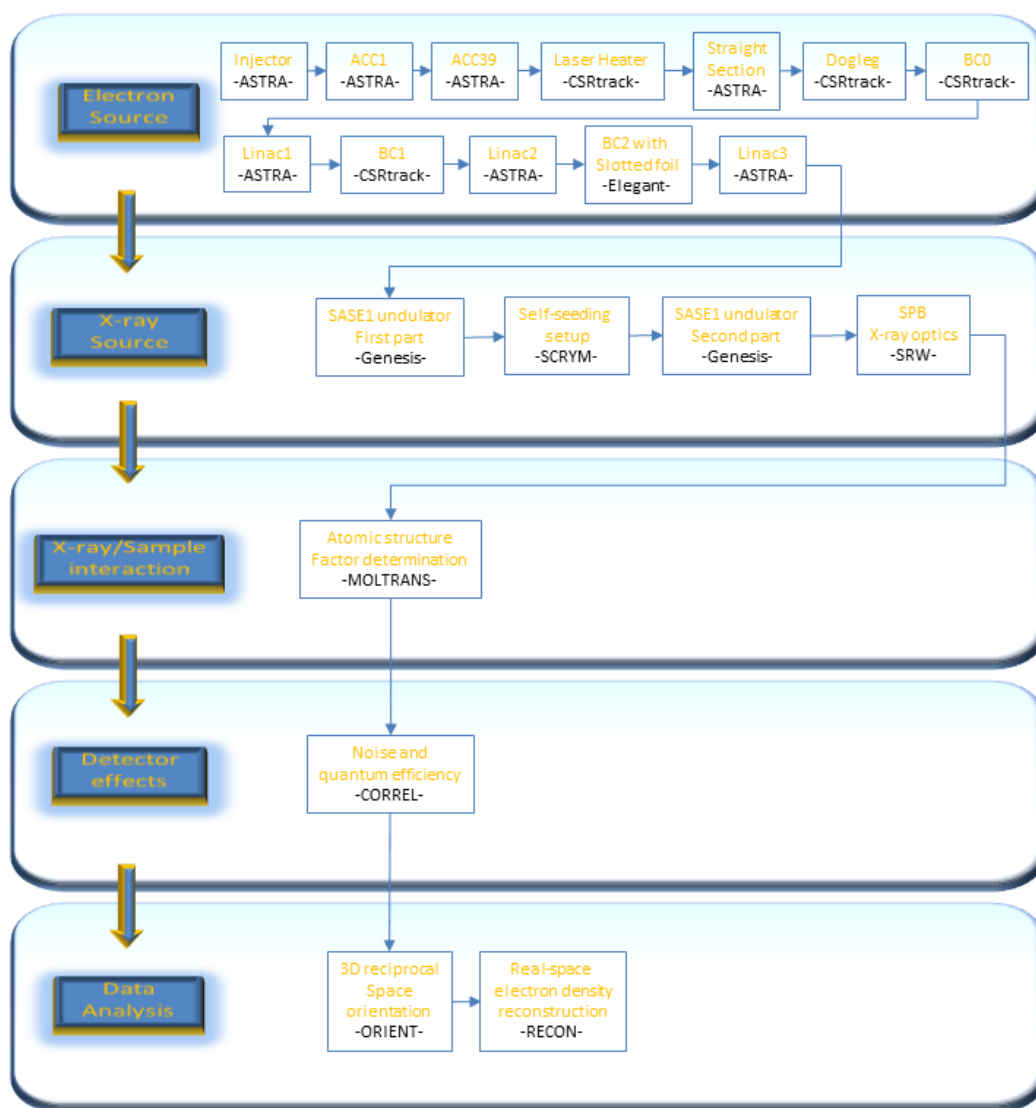 Electron
Source
Injector
-ASTRA-
ACC1
-ASTRA-
ACC39
-ASTRA-
Laser Heater
-CSRtrack-
Straight
Section
-ASTRA-
Dogleg
-CSRtrack-
BC0
-CSRtrack-
Linac1
-ASTRA-
BC1
-CSRtrack-
Linac2
-ASTRA-
BC2 with
Slotted foil
-Elegant-
Linac3
-ASTRA-
X-ray
Source
SASE1 undulator
First part
-Genesis-
Self-seeding
setup
-SCRYM-
SASE1 undulator
Second part
-Genesis-
SPB
X-ray optics
-SRW-
X-ray/Sample
interaction
Atomic structure
Factor determination
-MOLTRANS-
Detector
effects
Noise and
quantum efficiency
-CORREL-
Data
Analysis
3D reciprocal
Space
orientation
-ORIENT-
Real-space
electron density
reconstruction
-RECON-